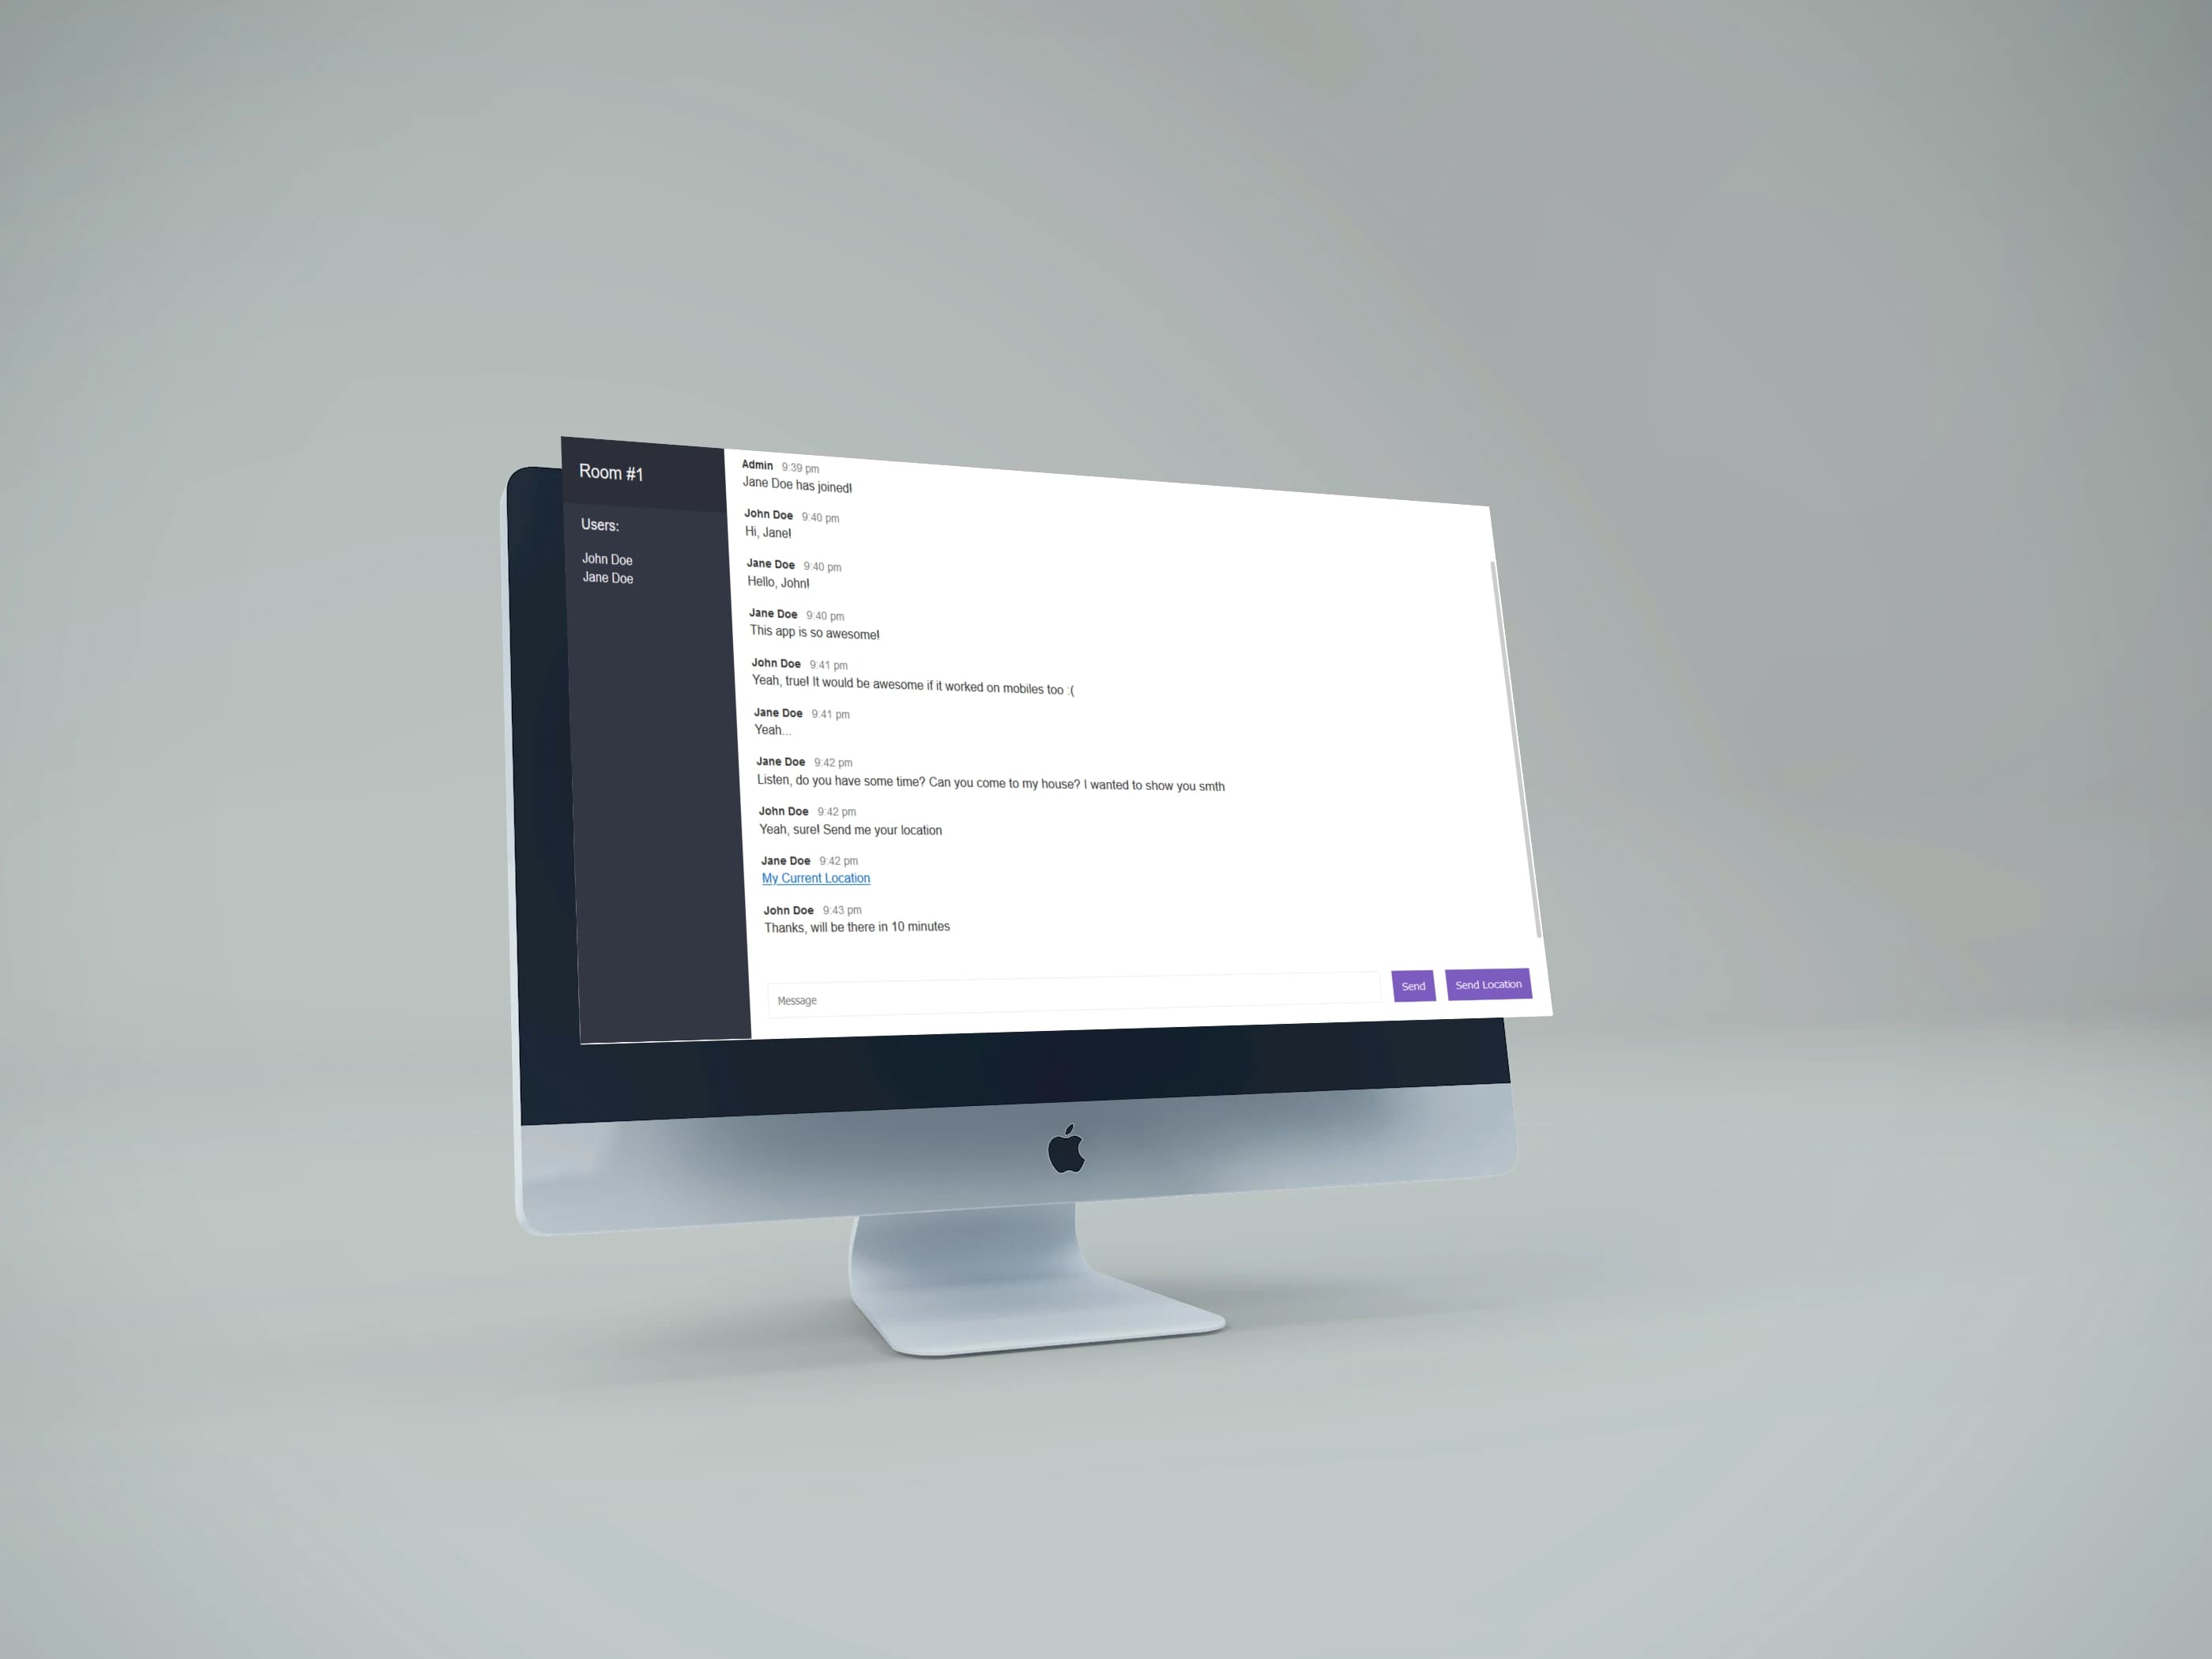 Room #1
Users:
John Doe
Jane Doe
Admin 9:39 pm
Jane Doe has joined!
John Doe 9:40 pm
Hi, Jane!
Jane Doe 9:40 pm
Hello, John!
Jane Doe 9:40 pm
This app is so awesome!
John Doe 9:41 pm
Yeah, true! It would be awesome if it worked on mobiles too :(
Jane Doe 9:41 pm
Yeah...
Jane Doe 9:42 pm
Listen, do you have some time? Can you come to my house? I wanted to show you smth
John Doe 9:42 pm
Yeah, sure! Send me your location
Jane Doe 9:42 pm
My Current Location
John Doe 9:43 pm
Thanks, will be there in 10 minutes
Message
Send
Send Location